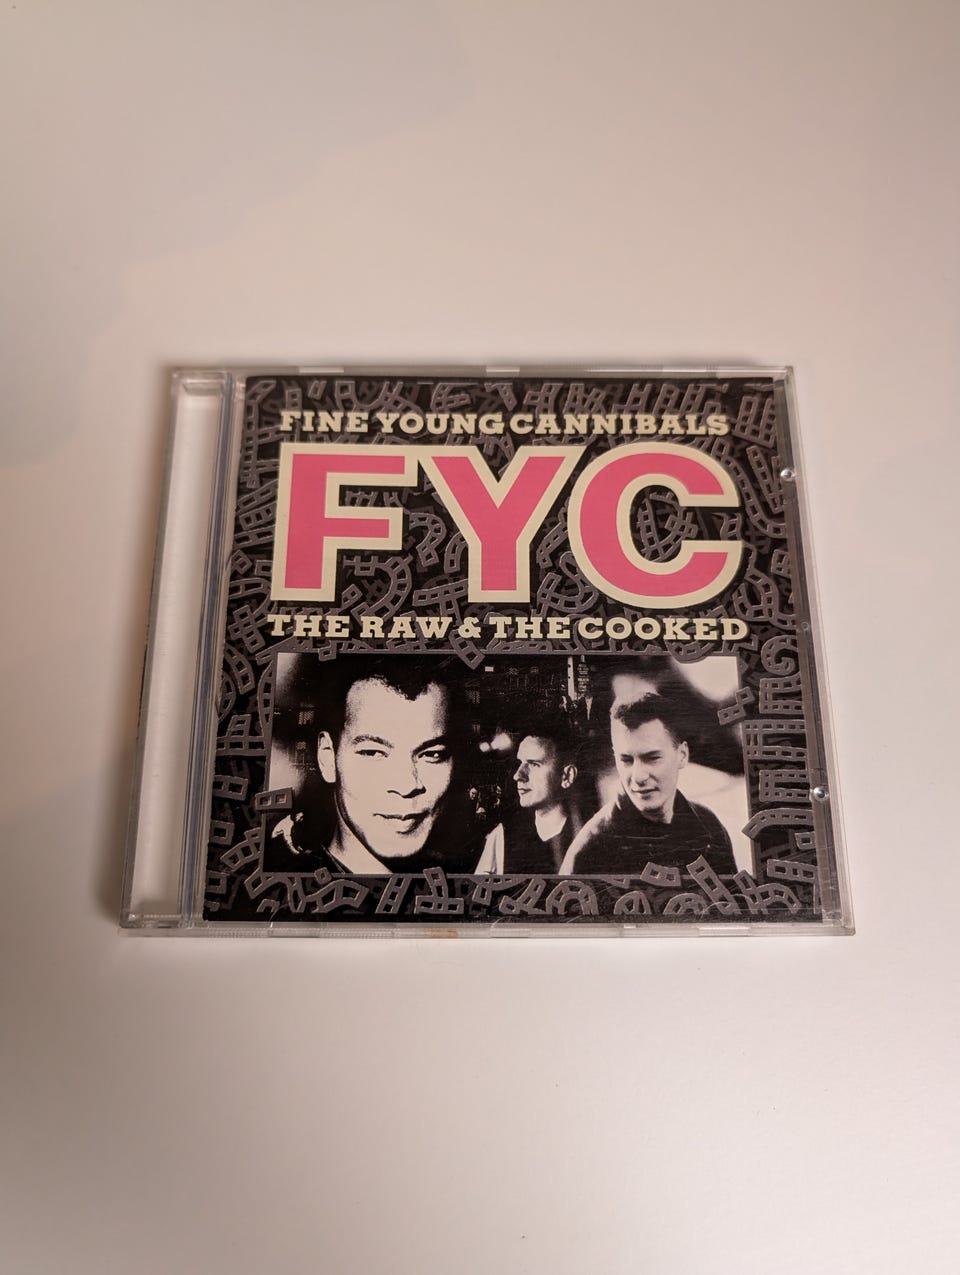 FINE YOUNG CANNIBALS
FYC
THE RAW & THE COOKED